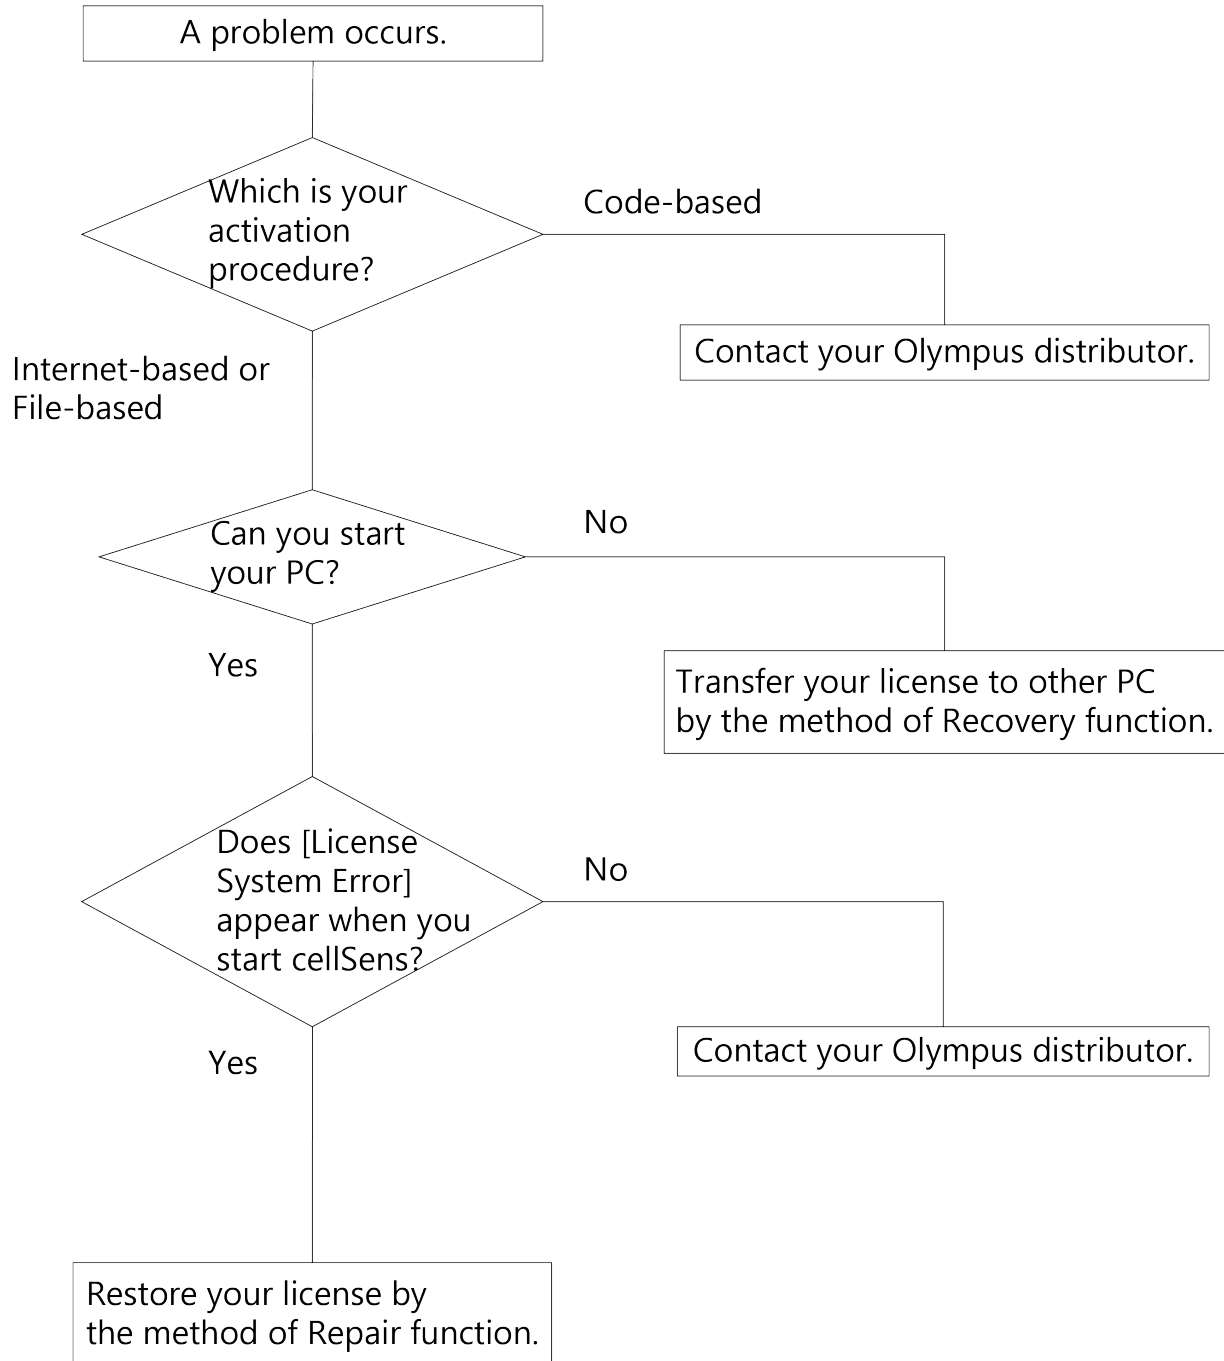 A problem occurs.
Which is your
activation
procedure?
Code-based
Contact your Olympus distributor.
Internet-based or
File-based
Can you start
your PC?
No
Yes
Transfer your license to other PC
by the method of Recovery function.
Does [License
System Error]
appear when you
start cellSens?
No
Contact your Olympus distributor.
Yes
Restore your license by
the method of Repair function.